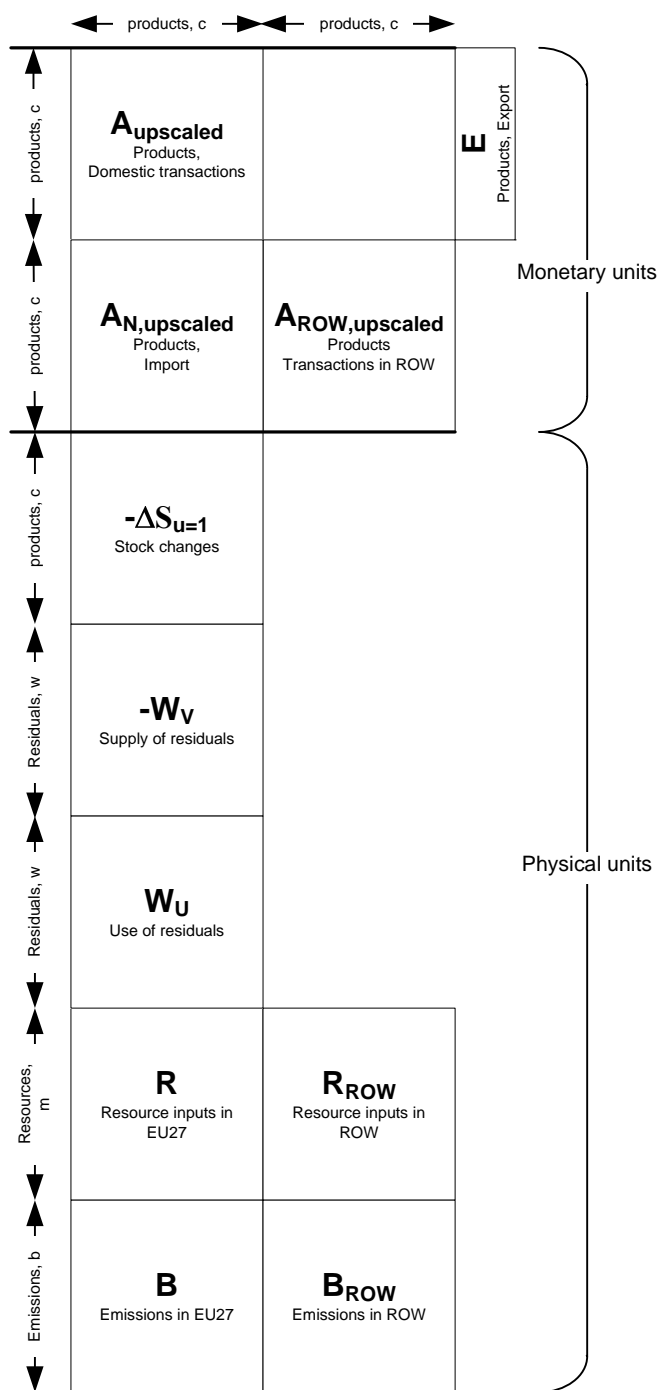 products, c products, c
products, c
A upscaled
Products,
Domestic transactions
E
Products, Export
Monetary units
products, c
A N,upscaled
Products,
Import
A ROW,upscaled
Products
Transactions in ROW
products, c
-ΔS u=1
Stock changes
Residuals, w
-W V
Supply of residuals
Physical units
Residuals, w
W U
Use of residuals
Resources,
m
R
Resource inputs in
EU27
R ROW
Resource inputs in
ROW
Emissions, b
B
Emissions in EU27
B ROW
Emissions in ROW